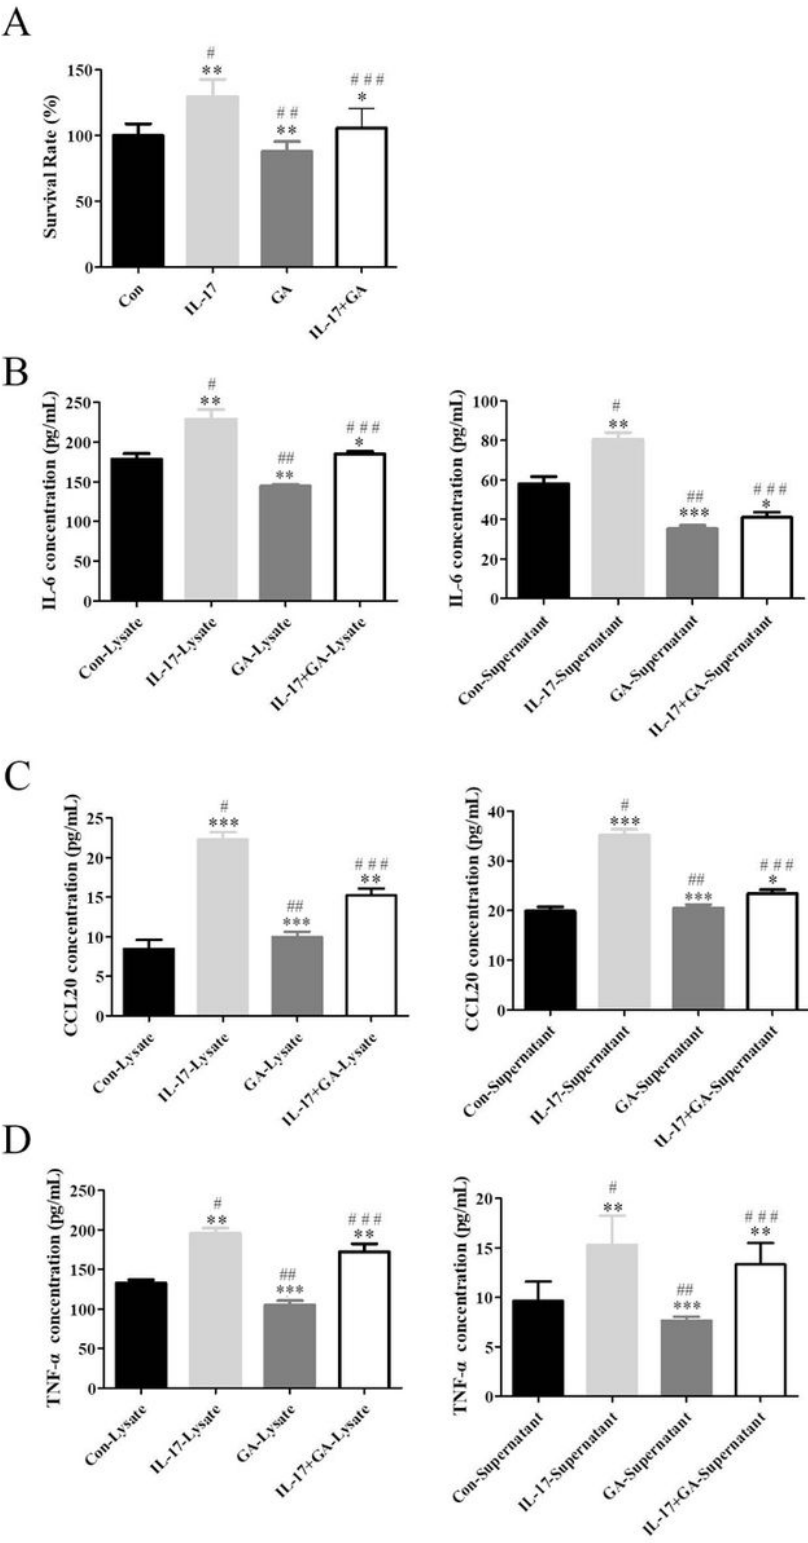 A
Survival Rate (%)
150
100
50
0
#
**
# #
**
# # #
*
Con
IL-17
GA
IL-17+GA
B
IL-6 concentration (pg/mL)
250
200
150
100
50
0
#
**
##
**
# # #
*
Con-Lysate
IL-17-Lysate
GA-Lysate
IL-17+GA-Lysate
IL-6 concentration (pg/mL)
100
80
60
40
20
0
#
**
##
***
# # #
*
Con-Supernatant
IL-17-Supernatant
GA-Supernatant
IL-17+GA-Supernatant
C
CCL20 concentration (pg/mL)
25
20
15
10
5
0
#
***
##
***
# # #
**
Con-Lysate
IL-17-Lysate
GA-Lysate
IL-17+GA-Lysate
CCL20 concentration (pg/mL)
40
30
20
10
0
#
***
##
***
# # #
*
Con-Supernatant
IL-17-Supernatant
GA-Supernatant
IL-17+GA-Supernatant
D
TNF-α concentration (pg/mL)
250
200
150
100
50
0
#
**
##
***
# # #
**
Con-Lysate
IL-17-Lysate
GA-Lysate
IL-17+GA-Lysate
TNF-α concentration (pg/mL)
20
15
10
5
0
#
**
##
***
# # #
**
Con-Supernatant
IL-17-Supernatant
GA-Supernatant
IL-17+GA-Supernatant